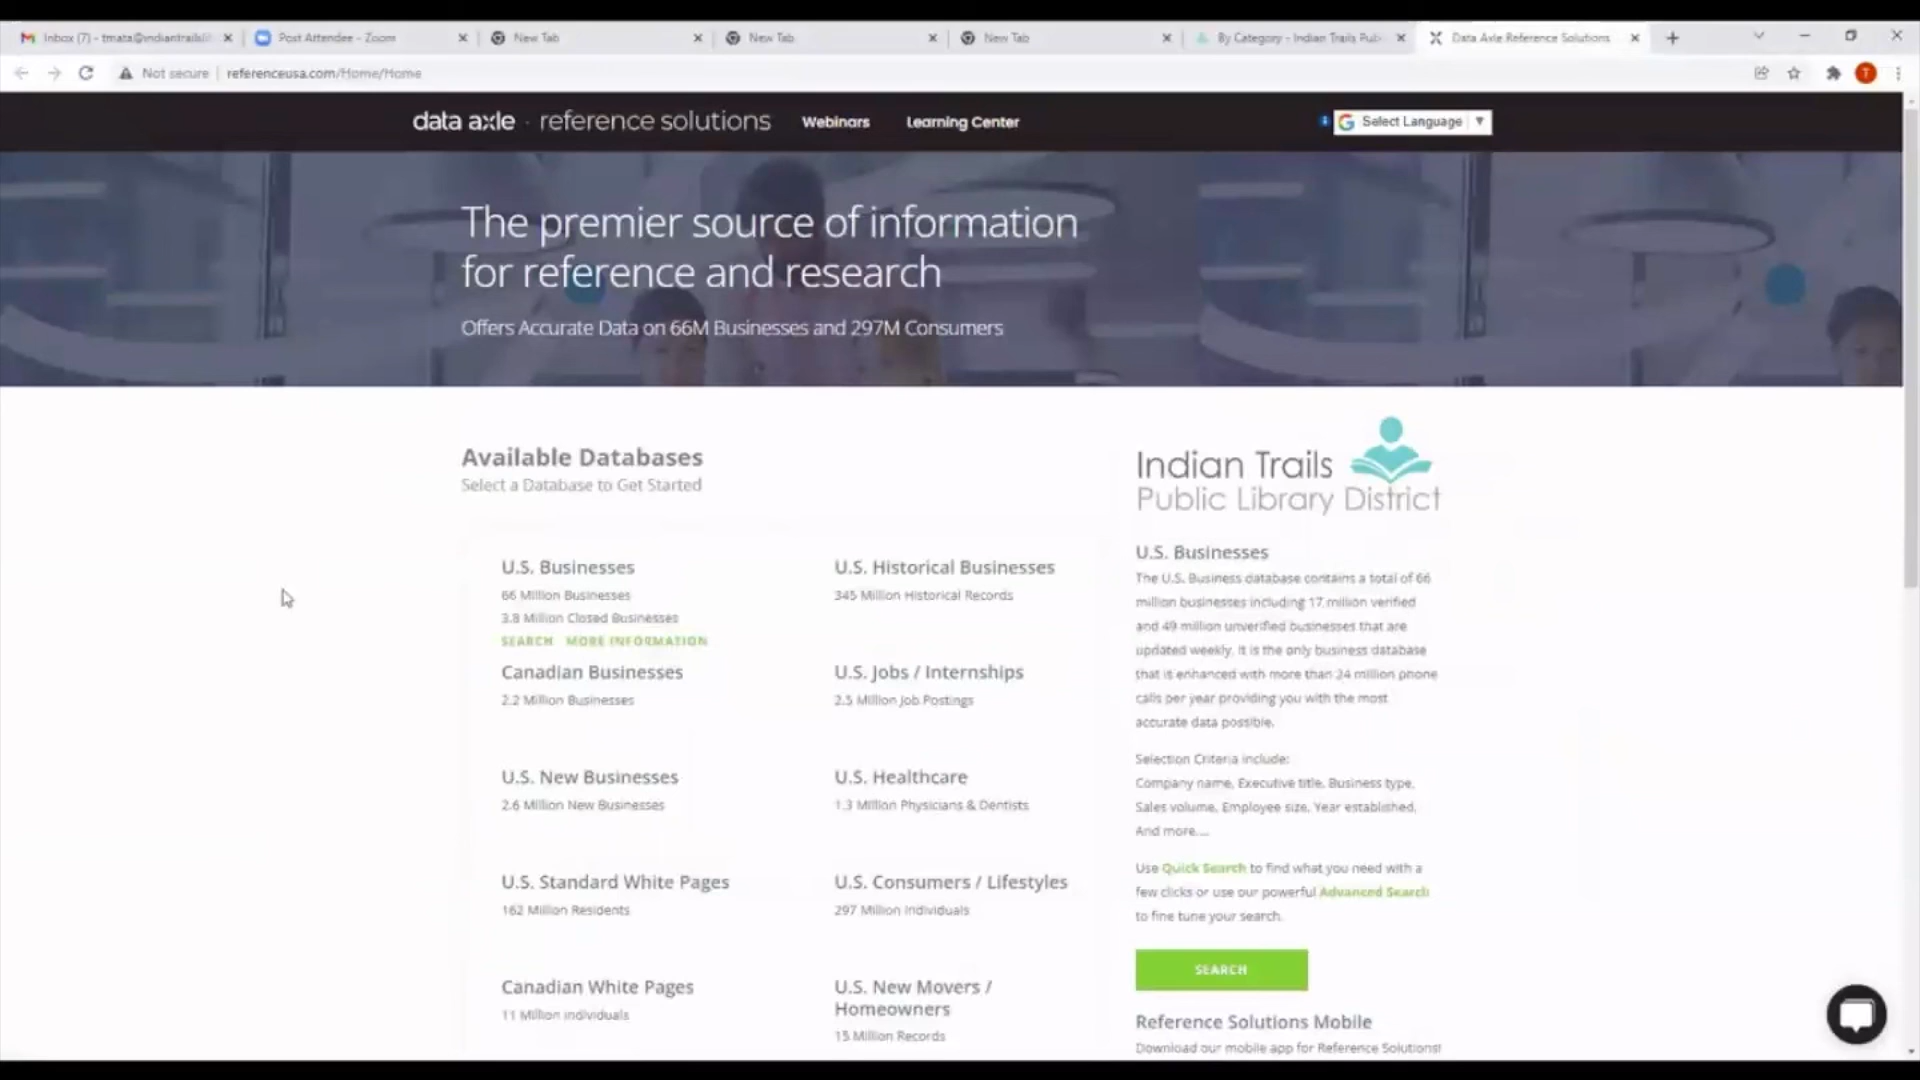 Inbox (7) - tmata@indiantrailsli
Post Attendee - Zoom
New Tab
New Tab
New Tab
By Category - Indian Trails Pub
Data Axle Reference Solutions
Not secure
referenceusa.com/Home/Home
T
data axle · reference solutions
Webinars
Learning Center
Select Language
The premier source of information
for reference and research
Offers Accurate Data on 66M Businesses and 297M Consumers
Available Databases
Select a Database to Get Started
U.S. Businesses
66 Million Businesses
3.8 Million Closed Businesses
SEARCH MORE INFORMATION
U.S. Historical Businesses
345 Million Historical Records
Canadian Businesses
2.2 Million Businesses
U.S. Jobs / Internships
2.5 Million Job Postings
U.S. New Businesses
2.6 Million New Businesses
U.S. Healthcare
1.3 Million Physicians & Dentists
U.S. Standard White Pages
162 Million Residents
U.S. Consumers / Lifestyles
297 Million Individuals
Canadian White Pages
11 Million Individuals
U.S. New Movers /
Homeowners
15 Million Records
Indian Trails
Public Library District
U.S. Businesses
The U.S. Business database contains a total of 66
million businesses including 17 million verified
and 49 million unverified businesses that are
updated weekly. It is the only business database
that is enhanced with more than 24 million phone
calls per year providing you with the most
accurate data possible.
Selection Criteria include:
Company name, Executive title, Business type,
Sales volume, Employee size, Year established,
And more....
Use Quick Search to find what you need with a
few clicks or use our powerful Advanced Search
to fine tune your search.
SEARCH
Reference Solutions Mobile
Download our mobile app for Reference Solutions!